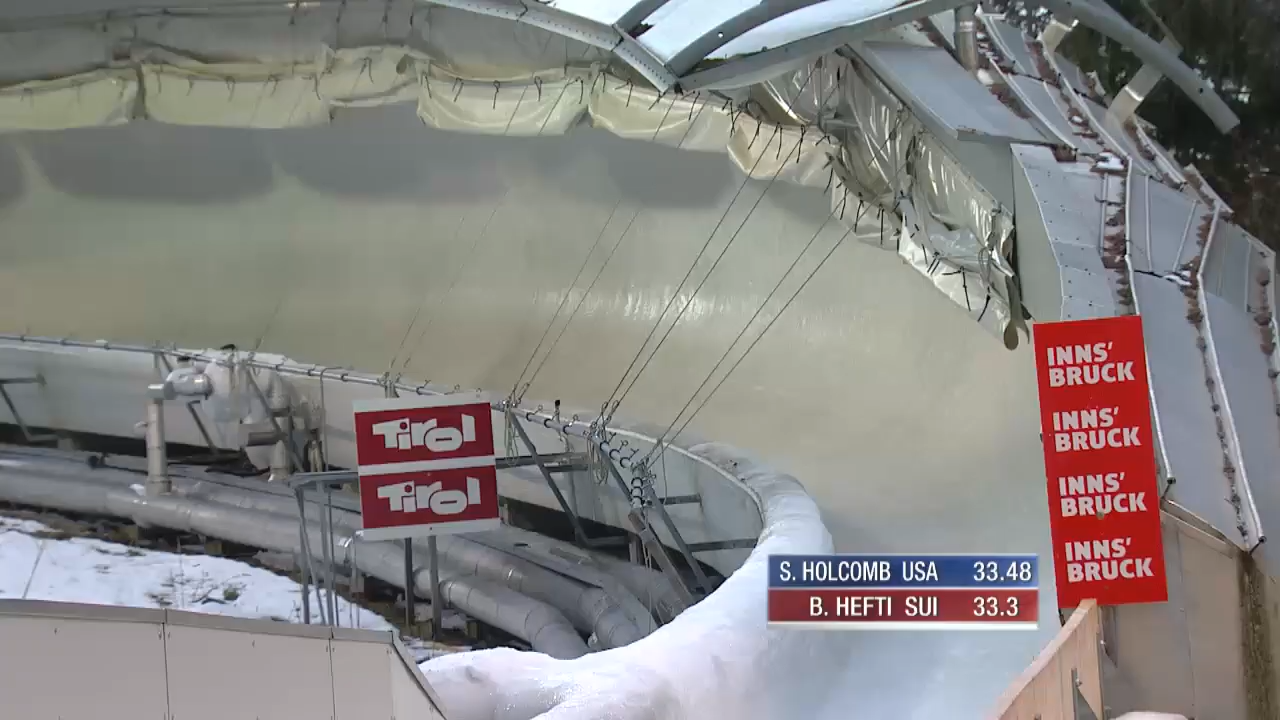 INNS'
BRUCK
INNS'
BRUCK
INNS'
BRUCK
INNS'
BRUCK
Tirol
Tirol
S. HOLCOMB USA 33.48
B. HEFTI SUI 33.3